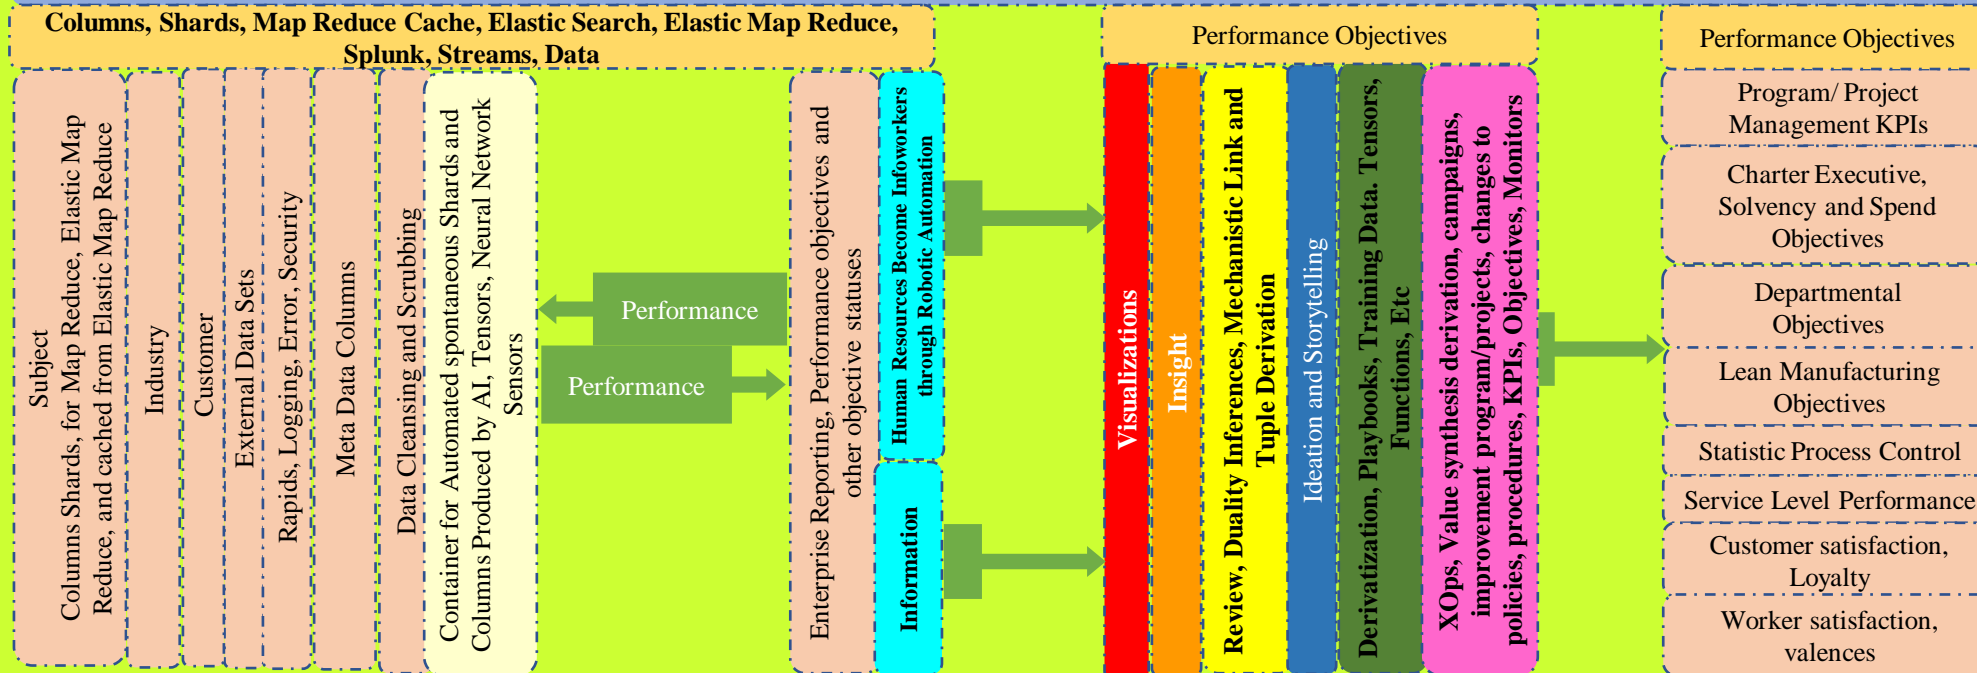 Columns, Shards, Map Reduce Cache, Elastic Search, Elastic Map Reduce,
Splunk, Streams, Data
Subject
Columns Shards, for Map Reduce, Elastic Map
Reduce, and cached from Elastic Map Reduce
Industry
Customer
External Data Sets
Rapids, Logging, Error, Security
Meta Data Columns
Data Cleansing and Scrubbing
Container for Automated spontaneous Shards and
Columns Produced by AI, Tensors, Neural Network
Sensors
Performance
Performance
Enterprise Reporting, Performance objectives and
other objective statuses
Human Resources Become Infoworkers
through Robotic Automation
Information
Performance Objectives
Visualizations
Insight
Review, Duality Inferences, Mechanistic Link and
Tuple Derivation
Ideation and Storytelling
Derivatization, Playbooks, Training Data. Tensors,
Functions, Etc
XOps, Value synthesis derivation, campaigns,
improvement program/projects, changes to
policies, procedures, KPIs, Objectives, Monitors
Performance Objectives
Program/ Project
Management KPIs
Charter Executive,
Solvency and Spend
Objectives
Departmental
Objectives
Lean Manufacturing
Objectives
Statistic Process Control
Service Level Performance
Customer satisfaction,
Loyalty
Worker satisfaction,
valences